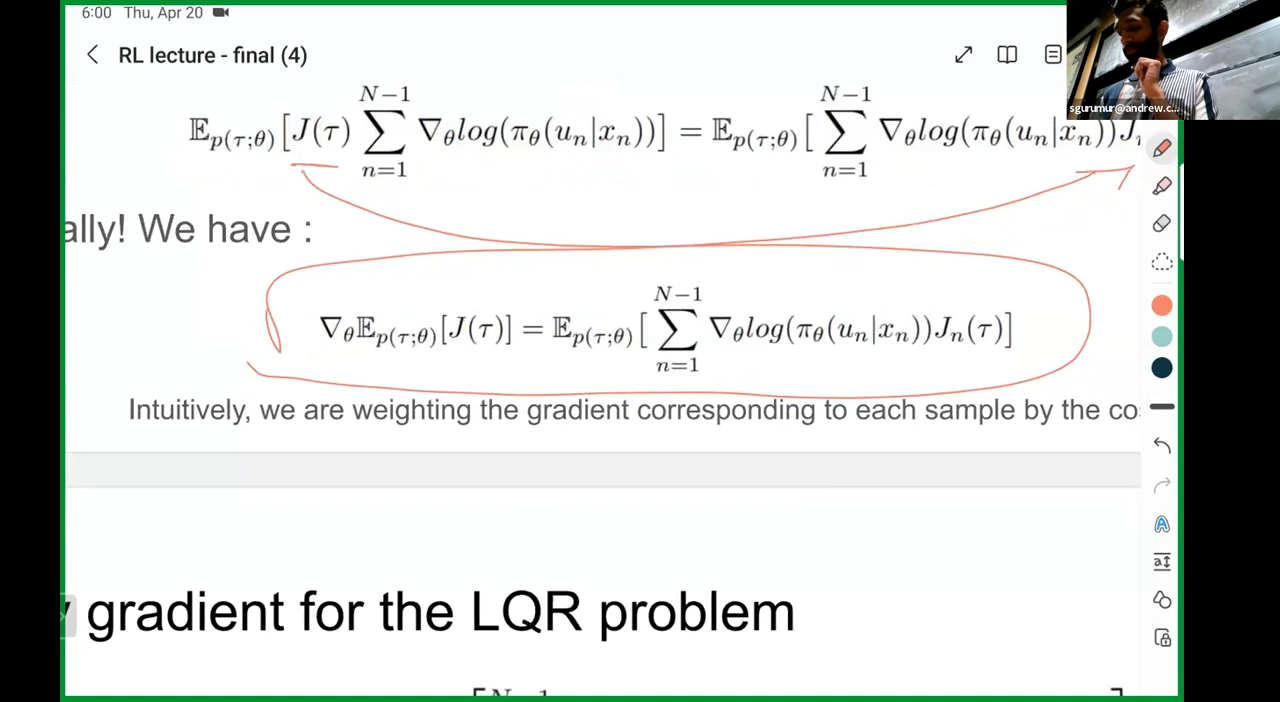 6:00 Thu, Apr 20
RL lecture - final (4)
sgurumur@andrew.c...
𝔼_{p(τ;θ)}[J(τ) ∑_{n=1}^{N−1} ∇_θ log(π_θ(u_n|x_n))] = 𝔼_{p(τ;θ)}[ ∑_{n=1}^{N−1} ∇_θ log(π_θ(u_n|x_n))J
ally! We have :
∇_θ 𝔼_{p(τ;θ)}[J(τ)] = 𝔼_{p(τ;θ)}[ ∑_{n=1}^{N−1} ∇_θ log(π_θ(u_n|x_n))J_n(τ)]
Intuitively, we are weighting the gradient corresponding to each sample by the co
gradient for the LQR problem
[N−1 ]